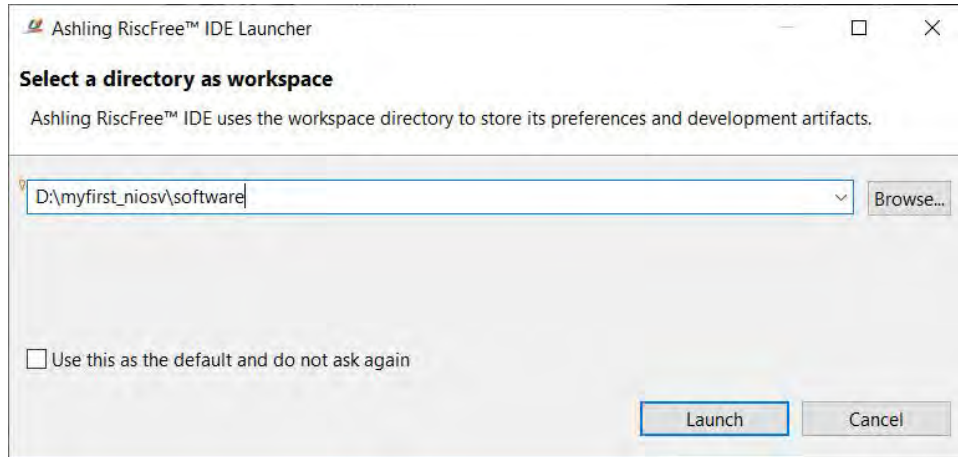 Ashling RiscFree™ IDE Launcher
Select a directory as workspace
Ashling RiscFree™ IDE uses the workspace directory to store its preferences and development artifacts.
D:\myfirst_niosv\software
Browse...
Use this as the default and do not ask again
Launch
Cancel